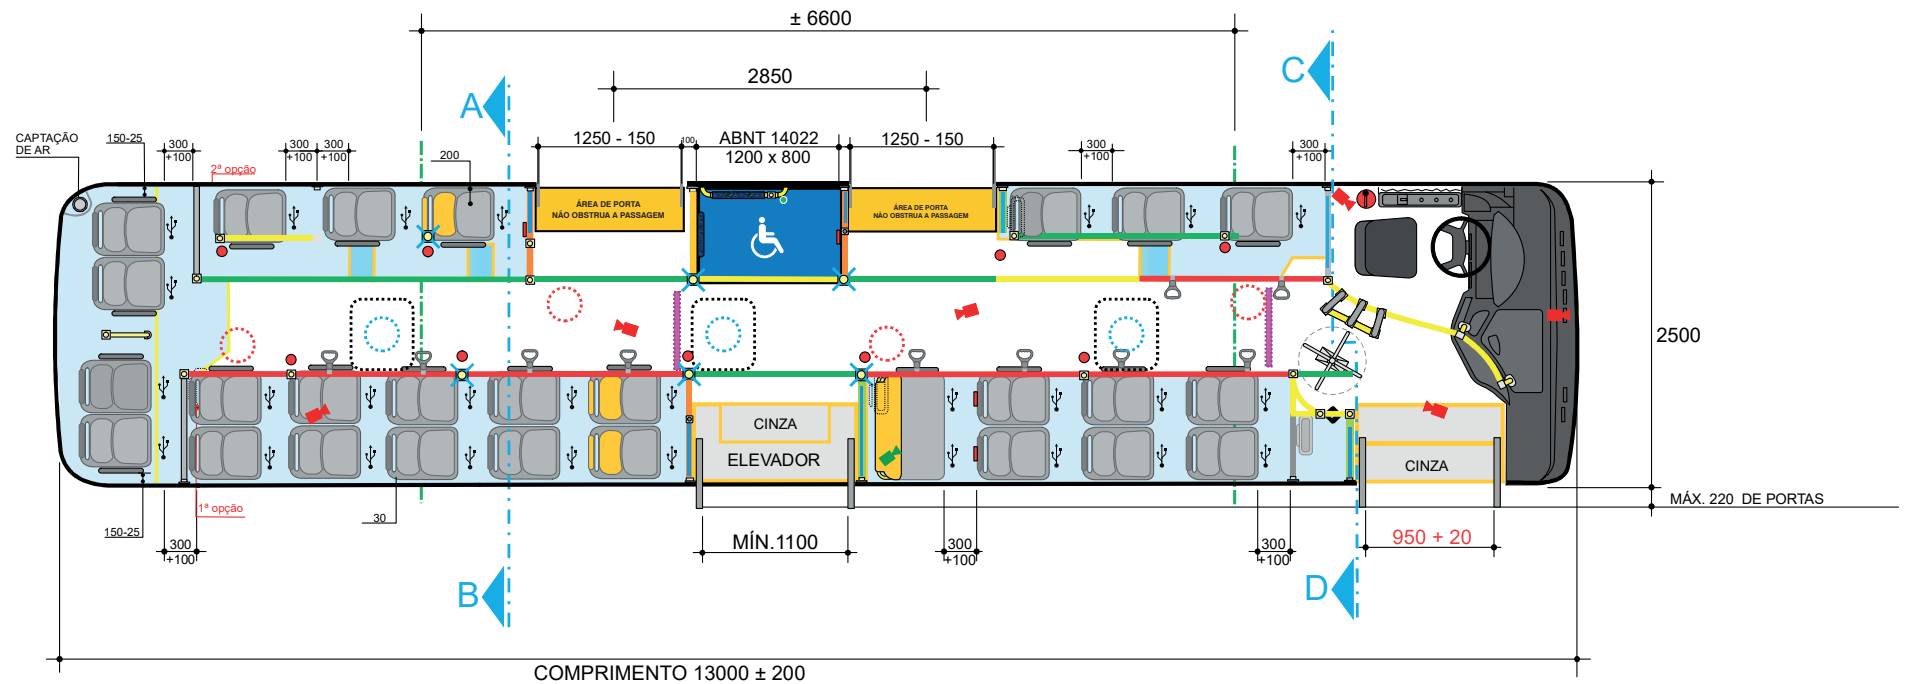 ± 6600
2850
C
A
CAPTAÇÃO
DE AR
150-25
300
+100
300
+100
300
+100
200
1250 - 150
100
ABNT 14022
1200 x 800
1250 - 150
300
+100
300
+100
2ª opção
ÁREA DE PORTA
NÃO OBSTRUA A PASSAGEM
ÁREA DE PORTA
NÃO OBSTRUA A PASSAGEM
2500
CINZA
ELEVADOR
CINZA
1ª opção
30
150-25
MÁX. 220 DE PORTAS
300
+100
MÍN.1100
300
+100
300
+100
950 + 20
B
D
COMPRIMENTO 13000 ± 200